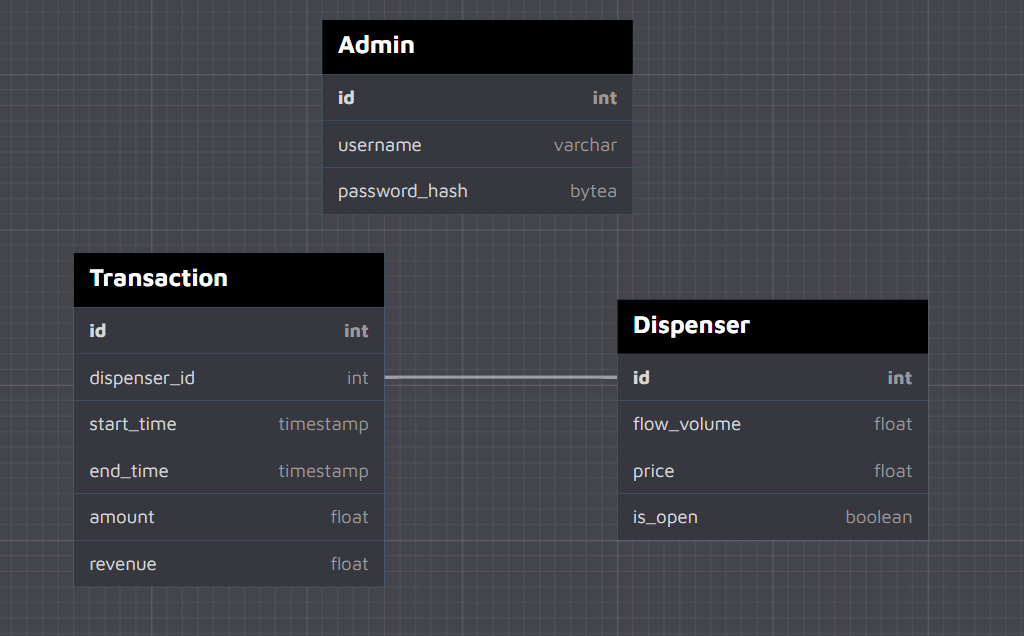 Admin
id int
username varchar
password_hash bytea
Transaction
id int
dispenser_id int
start_time timestamp
end_time timestamp
amount float
revenue float
Dispenser
id int
flow_volume float
price float
is_open boolean